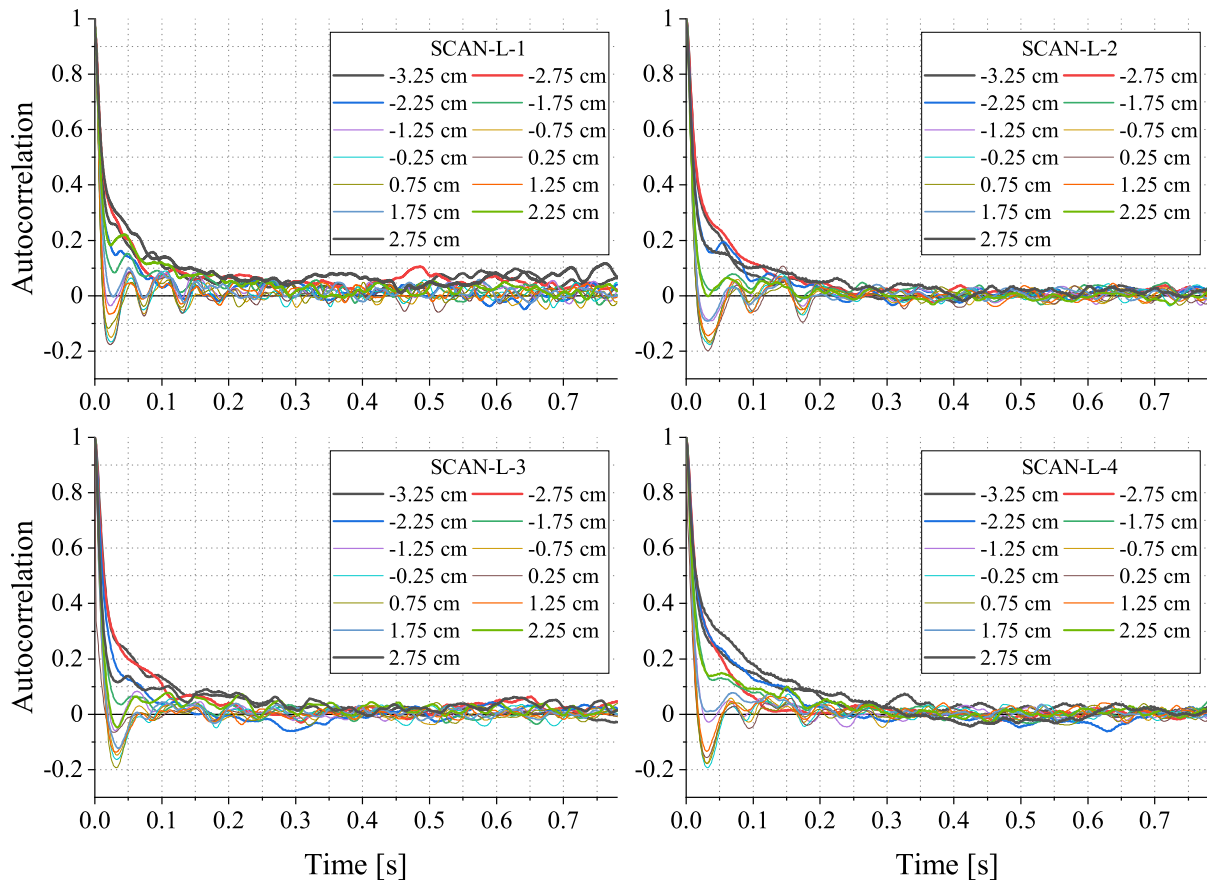 1
0.8
0.6
0.4
0.2
0
-0.2
Autocorrelation
0.0 0.1 0.2 0.3 0.4 0.5 0.6 0.7
SCAN-L-1
-3.25 cm -2.75 cm
-2.25 cm -1.75 cm
-1.25 cm -0.75 cm
-0.25 cm 0.25 cm
0.75 cm 1.25 cm
1.75 cm 2.25 cm
2.75 cm
1
0.8
0.6
0.4
0.2
0
-0.2
Autocorrelation
0.0 0.1 0.2 0.3 0.4 0.5 0.6 0.7
SCAN-L-2
-3.25 cm -2.75 cm
-2.25 cm -1.75 cm
-1.25 cm -0.75 cm
-0.25 cm 0.25 cm
0.75 cm 1.25 cm
1.75 cm 2.25 cm
2.75 cm
1
0.8
0.6
0.4
0.2
0
-0.2
Autocorrelation
0.0 0.1 0.2 0.3 0.4 0.5 0.6 0.7
Time [s]
SCAN-L-3
-3.25 cm -2.75 cm
-2.25 cm -1.75 cm
-1.25 cm -0.75 cm
-0.25 cm 0.25 cm
0.75 cm 1.25 cm
1.75 cm 2.25 cm
2.75 cm
1
0.8
0.6
0.4
0.2
0
-0.2
Autocorrelation
0.0 0.1 0.2 0.3 0.4 0.5 0.6 0.7
Time [s]
SCAN-L-4
-3.25 cm -2.75 cm
-2.25 cm -1.75 cm
-1.25 cm -0.75 cm
-0.25 cm 0.25 cm
0.75 cm 1.25 cm
1.75 cm 2.25 cm
2.75 cm